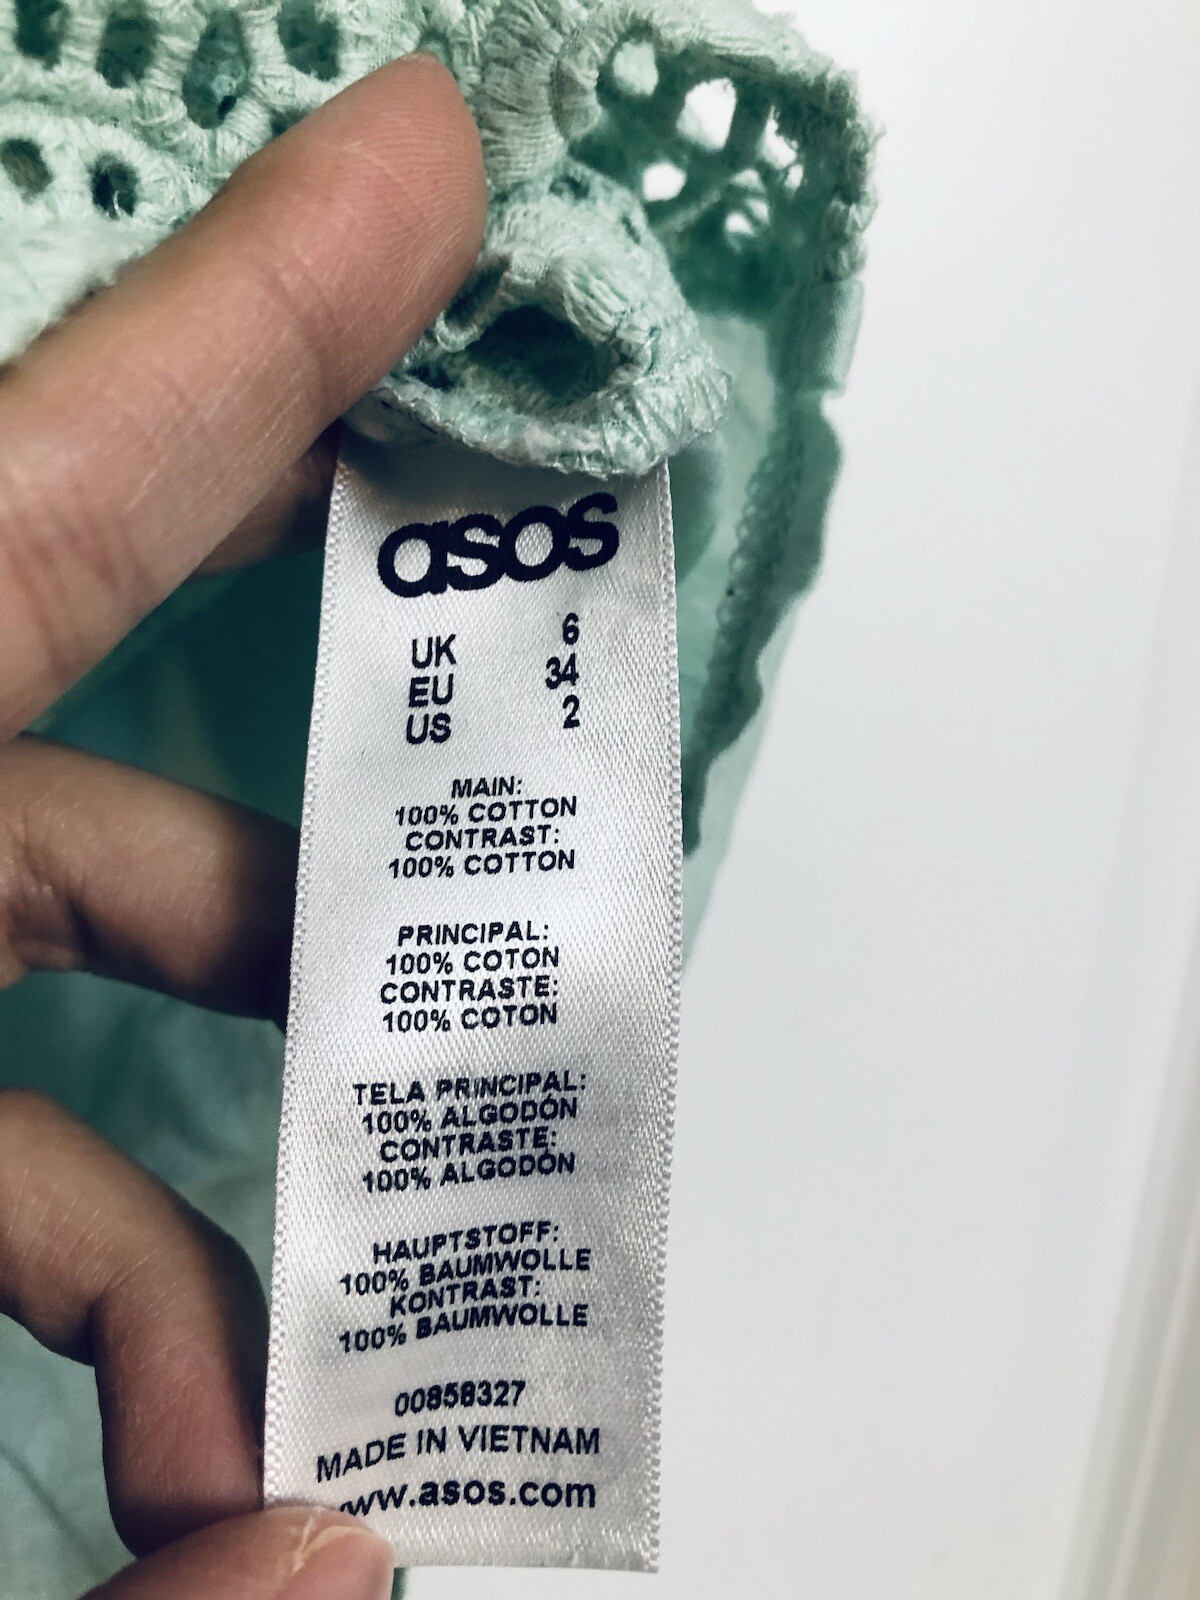 asos
UK 6
EU 34
US 2
MAIN:
100% COTTON
CONTRAST:
100% COTTON
PRINCIPAL:
100% COTON
CONTRASTE:
100% COTON
TELA PRINCIPAL:
100% ALGODÓN
CONTRASTE:
100% ALGODÓN
HAUPTSTOFF:
100% BAUMWOLLE
KONTRAST:
100% BAUMWOLLE
00858327
MADE IN VIETNAM
www.asos.com